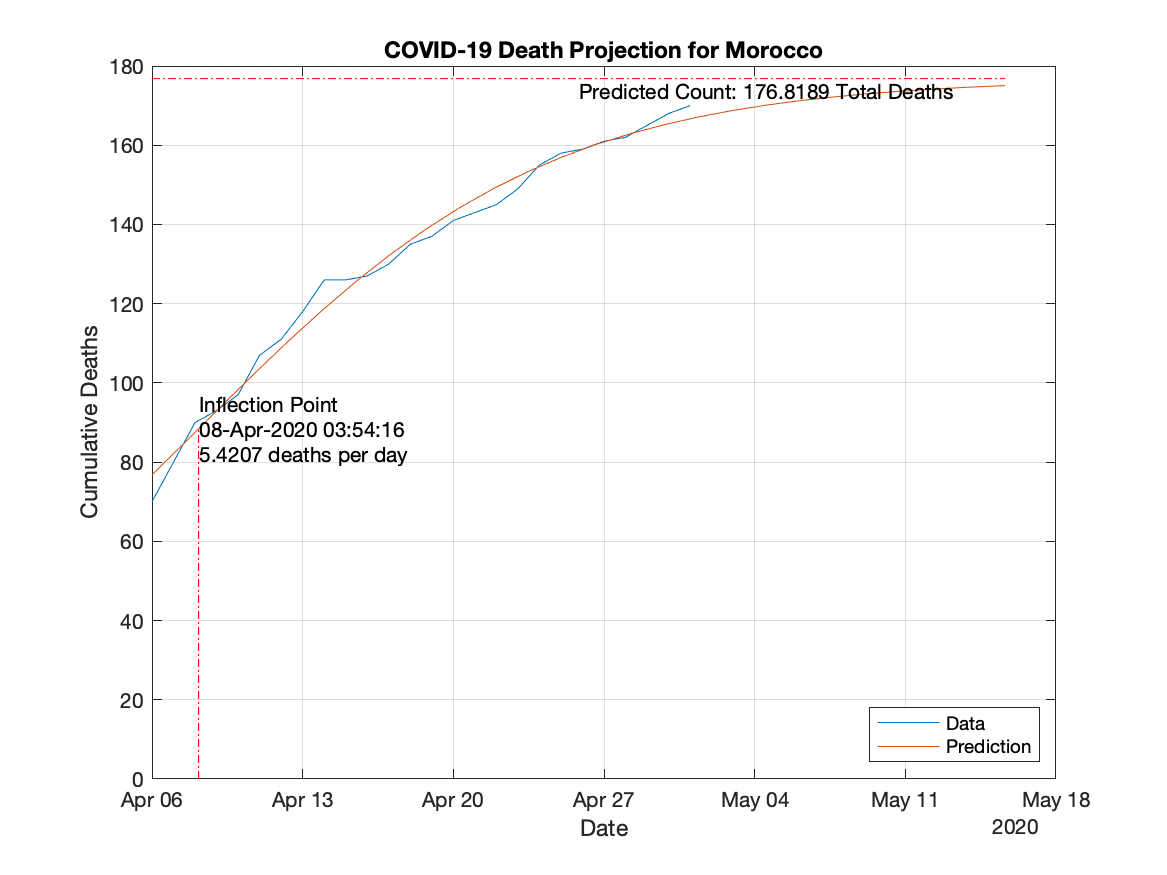 COVID-19 Death Projection for Morocco
180
Predicted Count: 176.8189 Total Deaths
160
140
120
100
Inflection Point
08-Apr-2020 03:54:16
5.4207 deaths per day
80
60
40
20
0
Cumulative Deaths
Data
Prediction
Apr 06 Apr 13 Apr 20 Apr 27 May 04 May 11 May 18
Date
2020